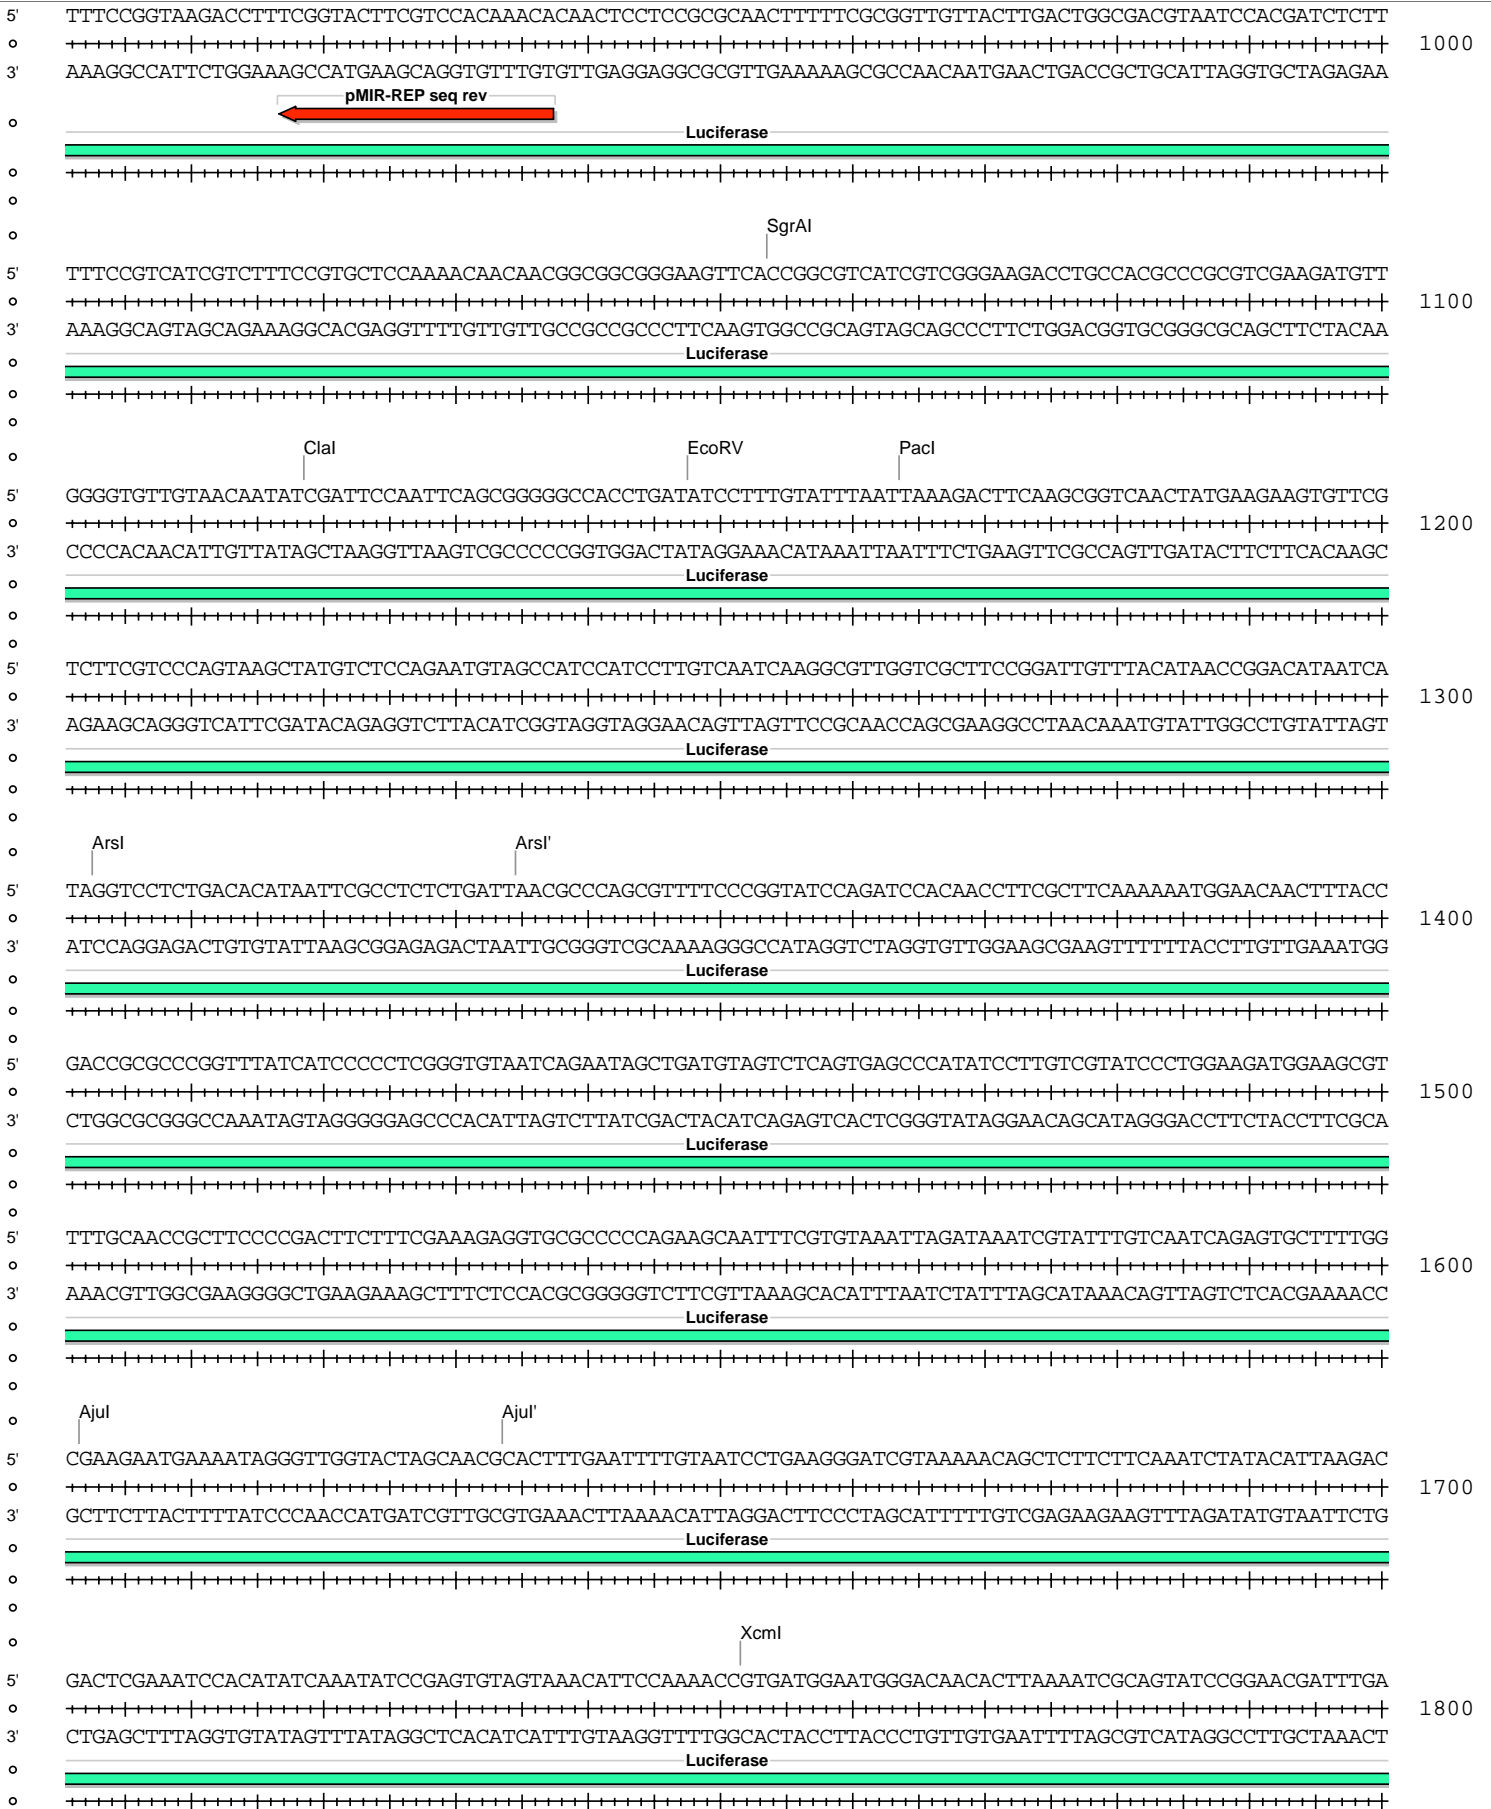 5' TTTCCGGTAAGACCTTTCGGTACTTCGTCCACAAACACAACTCCTCCGCGCAACTTTTTCGCGGTTGTTACTTGACTGGCGACGTAATCCACGATCTCTT
1000
3' AAAGGCCATTCTGGAAAGCCATGAAGCAGGTGTTTGTGTTGAGGAGGCGCGTTGAAAAAGCGCCAACAATGAACTGACCGCTGCATTAGGTGCTAGAGAA
pMIR-REP seq rev
Luciferase
SgrAI
5' TTTCCGTCATCGTCTTTCCGTGCTCCAAAACAACAACGGCGGCGGGAAGTTCACCGGCGTCATCGTCGGGAAGACCTGCCACGCCCGCGTCGAAGATGTT
1100
3' AAAGGCAGTAGCAGAAAGGCACGAGGTTTTGTTGTTGCCGCCGCCCTTCAAGTGGCCGCAGTAGCAGCCCTTCTGGACGGTGCGGGCGCAGCTTCTACAA
Luciferase
ClaI EcoRV PacI
5' GGGGTGTTGTAACAATATCGATTCCAATTCAGCGGGGGCCACCTGATATCCTTTGTATTTAATTAAAGACTTCAAGCGGTCAACTATGAAGAAGTGTTCG
1200
3' CCCCACAACATTGTTATAGCTAAGGTTAAGTCGCCCCCGGTGGACTATAGGAAACATAAATTAATTTCTGAAGTTCGCCAGTTGATACTTCTTCACAAGC
Luciferase
5' TCTTCGTCCCAGTAAGCTATGTCTCCAGAATGTAGCCATCCATCCTTGTCAATCAAGGCGTTGGTCGCTTCCGGATTGTTTACATAACCGGACATAATCA
1300
3' AGAAGCAGGGTCATTCGATACAGAGGTCTTACATCGGTAGGTAGGAACAGTTAGTTCCGCAACCAGCGAAGGCCTAACAAATGTATTGGCCTGTATTAGT
Luciferase
ArsI ArsI'
5' TAGGTCCTCTGACACATAATTCGCCTCTCTGATTAACGCCCAGCGTTTTCCCGGTATCCAGATCCACAACCTTCGCTTCAAAAAATGGAACAACTTTACC
1400
3' ATCCAGGAGACTGTGTATTAAGCGGAGAGACTAATTGCGGGTCGCAAAAGGGCCATAGGTCTAGGTGTTGGAAGCGAAGTTTTTTACCTTGTTGAAATGG
Luciferase
5' GACCGCGCCCGGTTTATCATCCCCCTCGGGTGTAATCAGAATAGCTGATGTAGTCTCAGTGAGCCCATATCCTTGTCGTATCCCTGGAAGATGGAAGCGT
1500
3' CTGGCGCGGGCCAAATAGTAGGGGGAGCCCACATTAGTCTTATCGACTACATCAGAGTCACTCGGGTATAGGAACAGCATAGGGACCTTCTACCTTCGCA
Luciferase
5' TTTGCAACCGCTTCCCCGACTTCTTTCGAAAGAGGTGCGCCCCCAGAAGCAATTTCGTGTAAATTAGATAAATCGTATTTGTCAATCAGAGTGCTTTTGG
1600
3' AAACGTTGGCGAAGGGGCTGAAGAAAGCTTTCTCCACGCGGGGGTCTTCGTTAAAGCACATTTAATCTATTTAGCATAAACAGTTAGTCTCACGAAAACC
Luciferase
AjuI AjuI'
5' CGAAGAATGAAAATAGGGTTGGTACTAGCAACGCACTTTGAATTTTGTAATCCTGAAGGGATCGTAAAAACAGCTCTTCTTCAAATCTATACATTAAGAC
1700
3' GCTTCTTACTTTTATCCCAACCATGATCGTTGCGTGAAACTTAAAACATTAGGACTTCCCTAGCATTTTTGTCGAGAAGAAGTTTAGATATGTAATTCTG
Luciferase
XcmI
5' GACTCGAAATCCACATATCAAATATCCGAGTGTAGTAAACATTCCAAAACCGTGATGGAATGGGACAACACTTAAAATCGCAGTATCCGGAACGATTTGA
1800
3' CTGAGCTTTAGGTGTATAGTTTATAGGCTCACATCATTTGTAAGGTTTTGGCACTACCTTACCCTGTTGTGAATTTTAGCGTCATAGGCCTTGCTAAACT
Luciferase